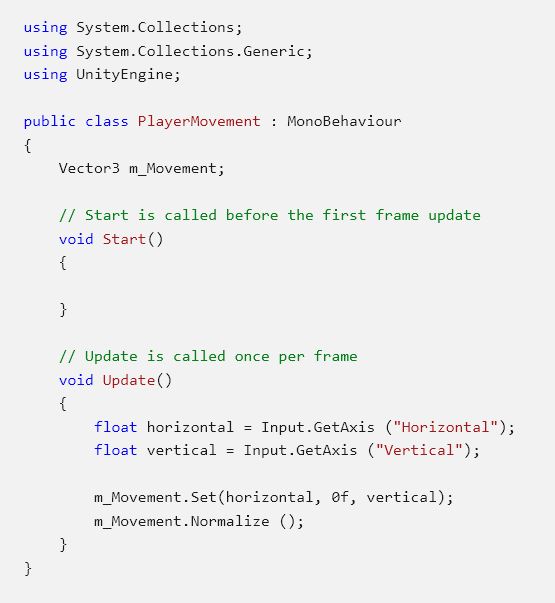 using System.Collections;
using System.Collections.Generic;
using UnityEngine;
public class PlayerMovement : MonoBehaviour
{
Vector3 m_Movement;
// Start is called before the first frame update
void Start()
{
}
// Update is called once per frame
void Update()
{
float horizontal = Input.GetAxis ("Horizontal");
float vertical = Input.GetAxis ("Vertical");
m_Movement.Set(horizontal, 0f, vertical);
m_Movement.Normalize ();
}
}